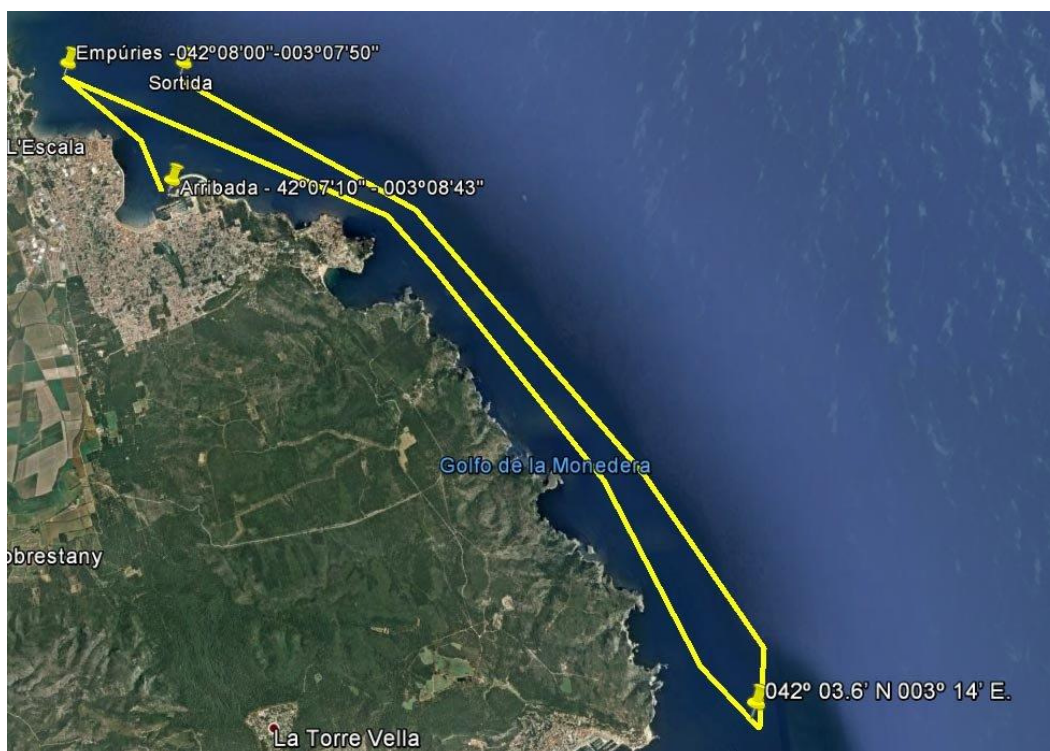 Empúries -042º08'00"-003º07'50"
Sortida
L'Escala
Arribada - 42º07'10" - 003º08'43"
Golfo de la Monedera
obrestany
042º 03.6' N 003º 14' E.
La Torre Vella